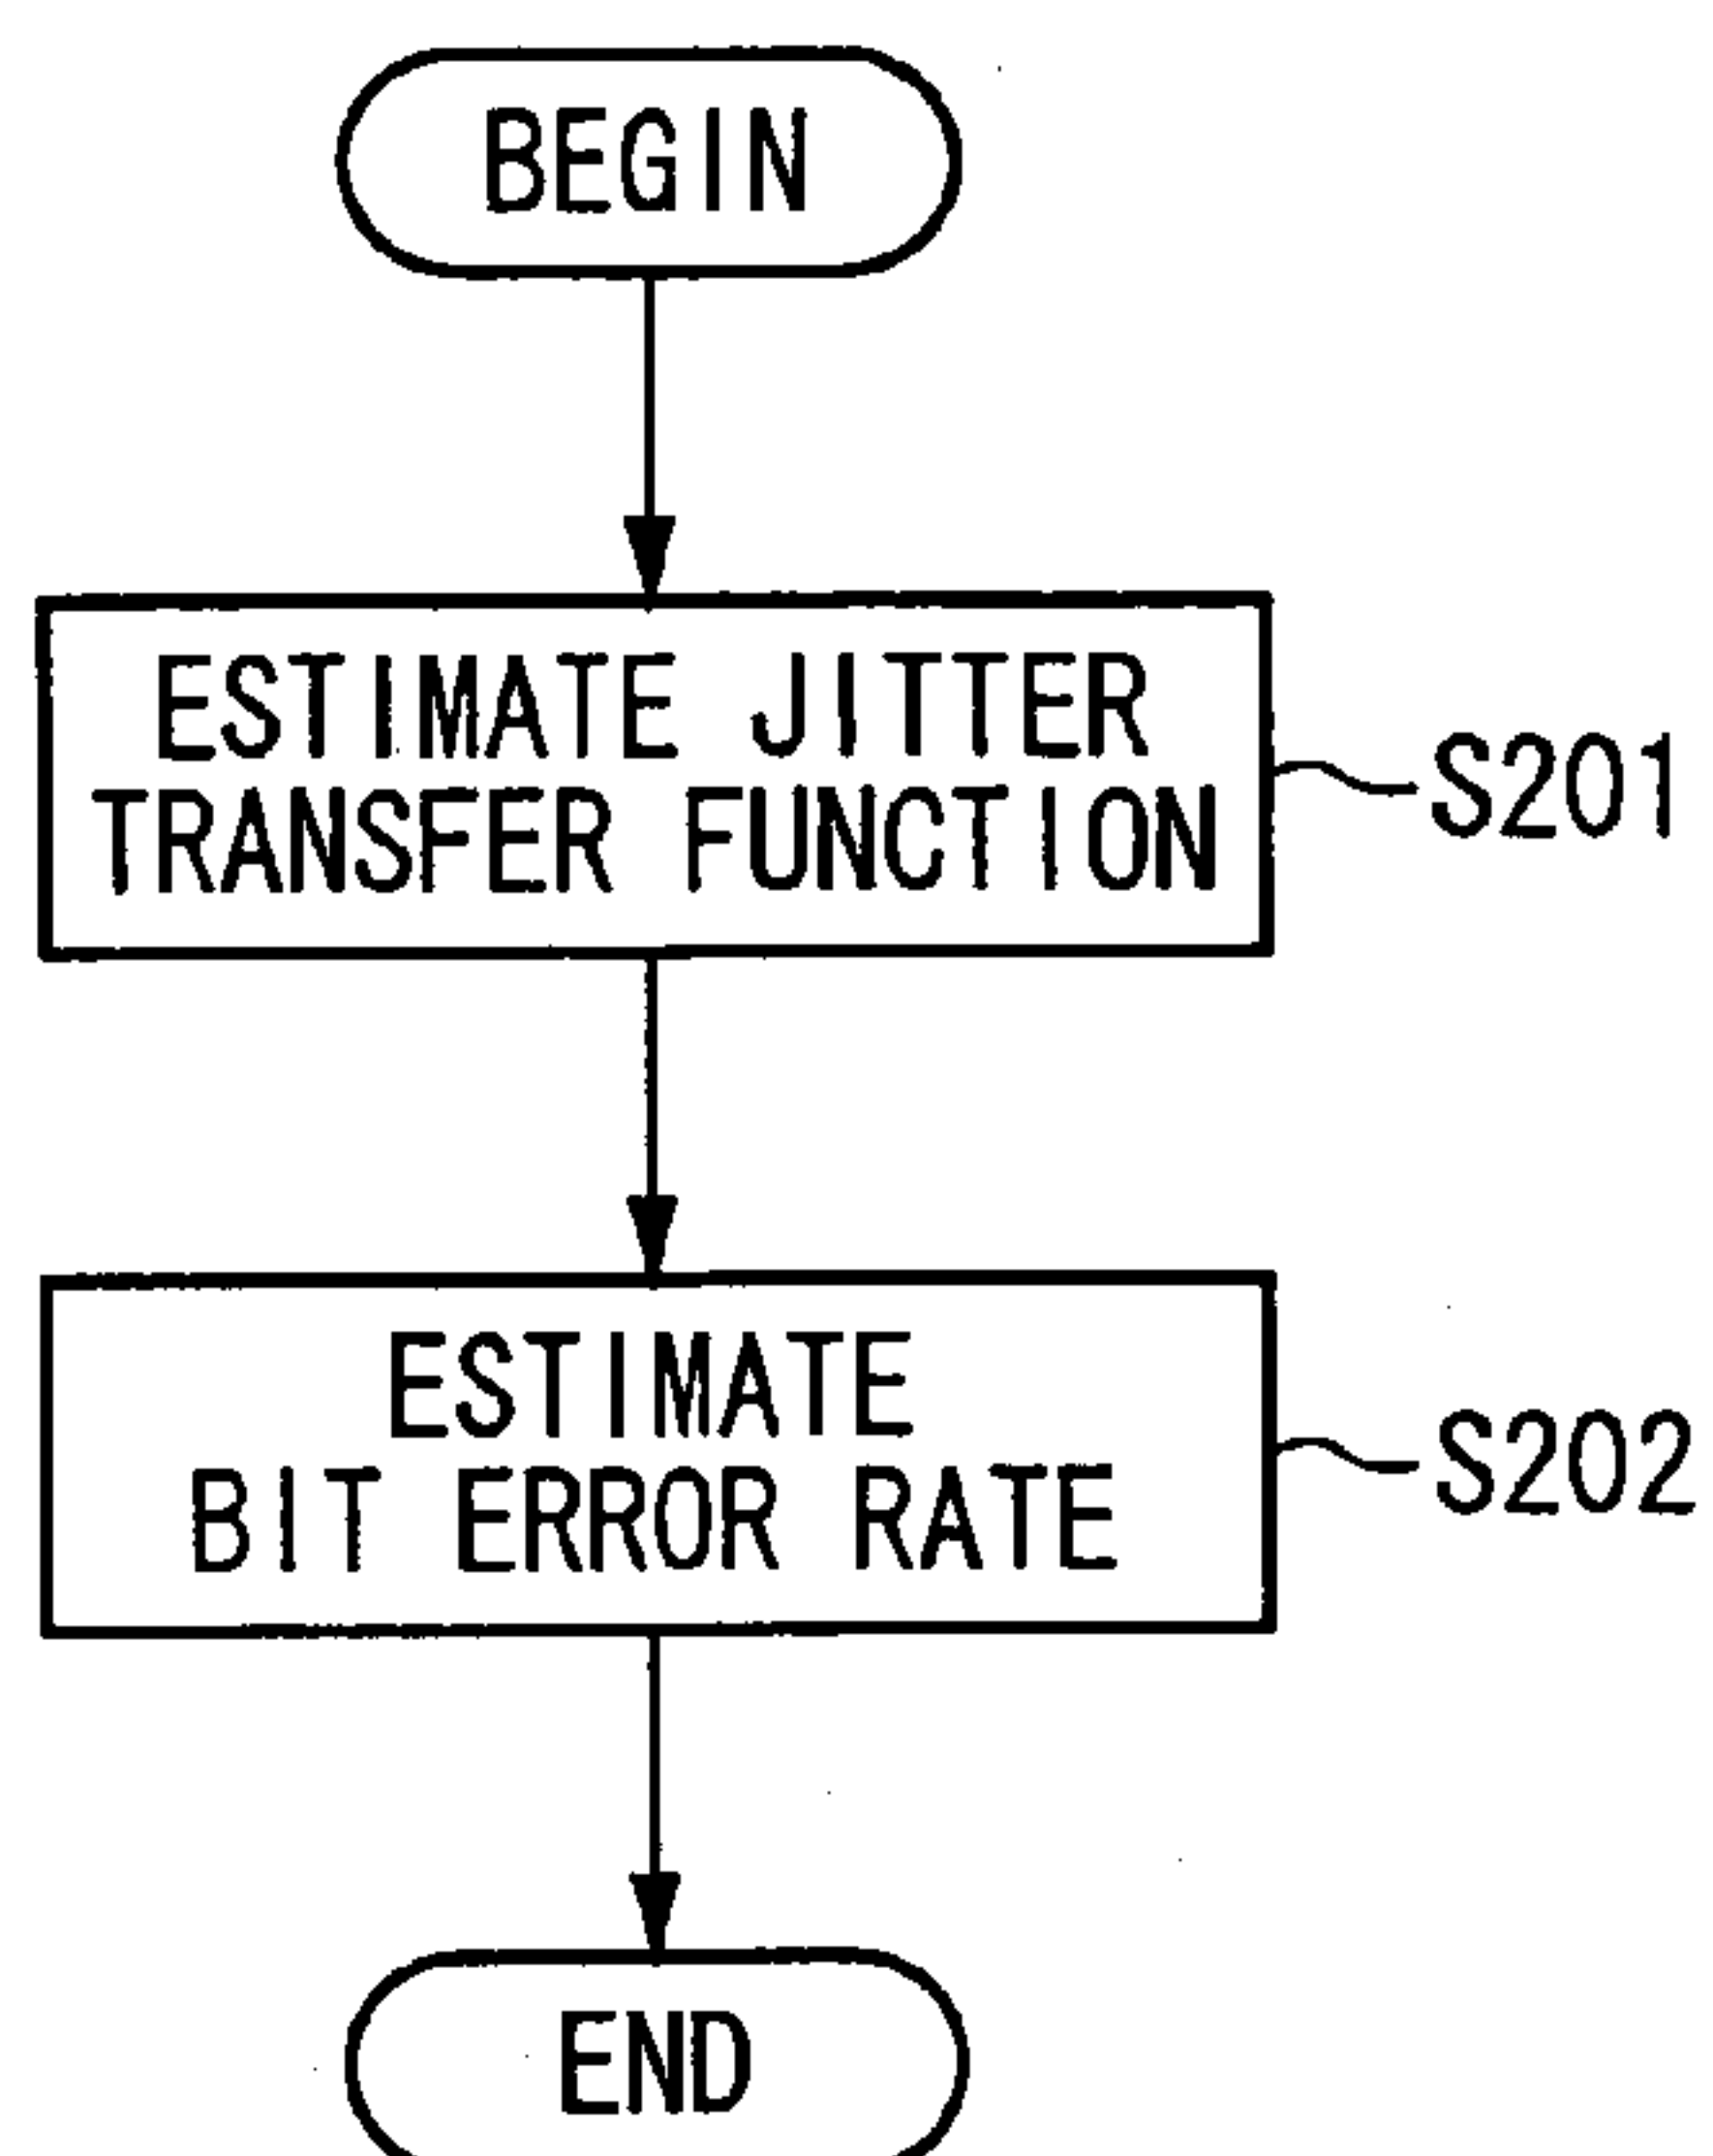 BEGIN
ESTIMATE JITTER
TRANSFER FUNCTION
S201
ESTIMATE
BIT ERROR RATE
S202
END